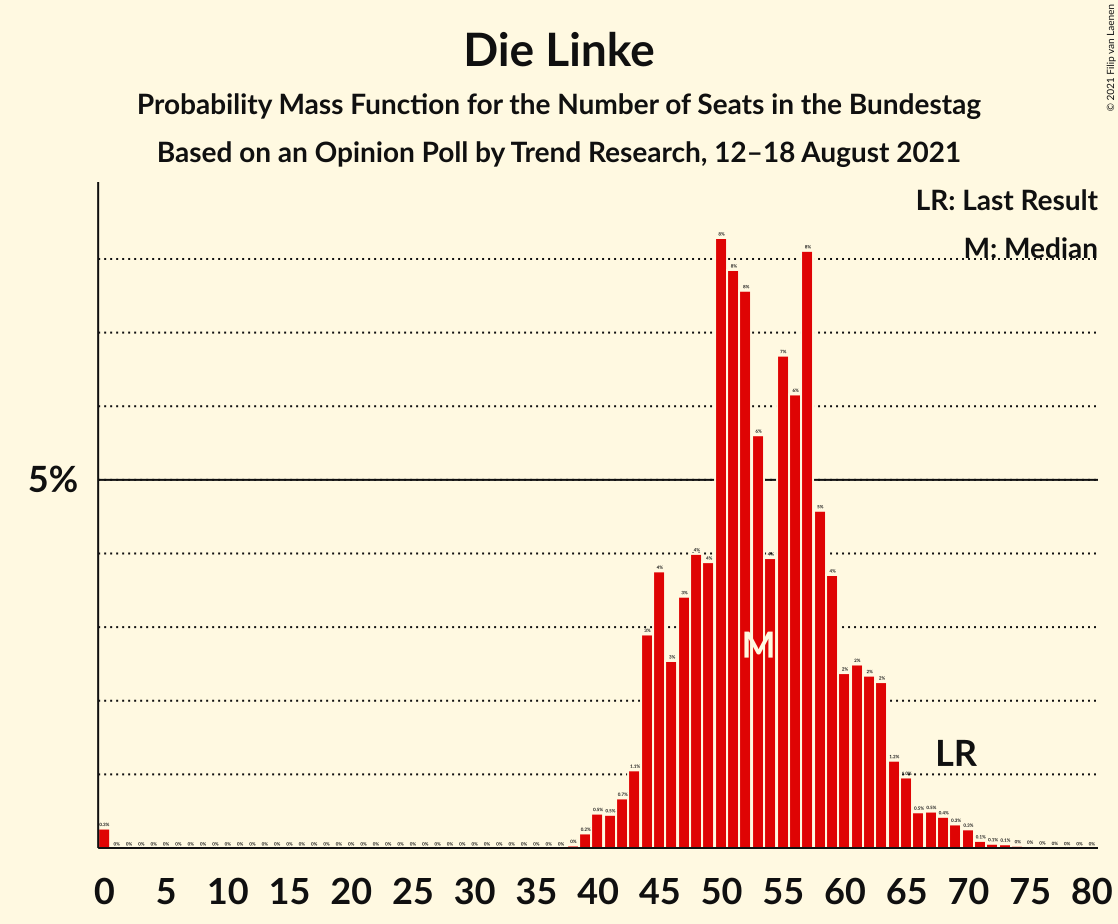 Die Linke
Probability Mass Function for the Number of Seats in the Bundestag
Based on an Opinion Poll by Trend Research, 12–18 August 2021
© 2021 Filip van Laenen
LR: Last Result
M: Median
5%
M
LR
0 5 10 15 20 25 30 35 40 45 50 55 60 65 70 75 80